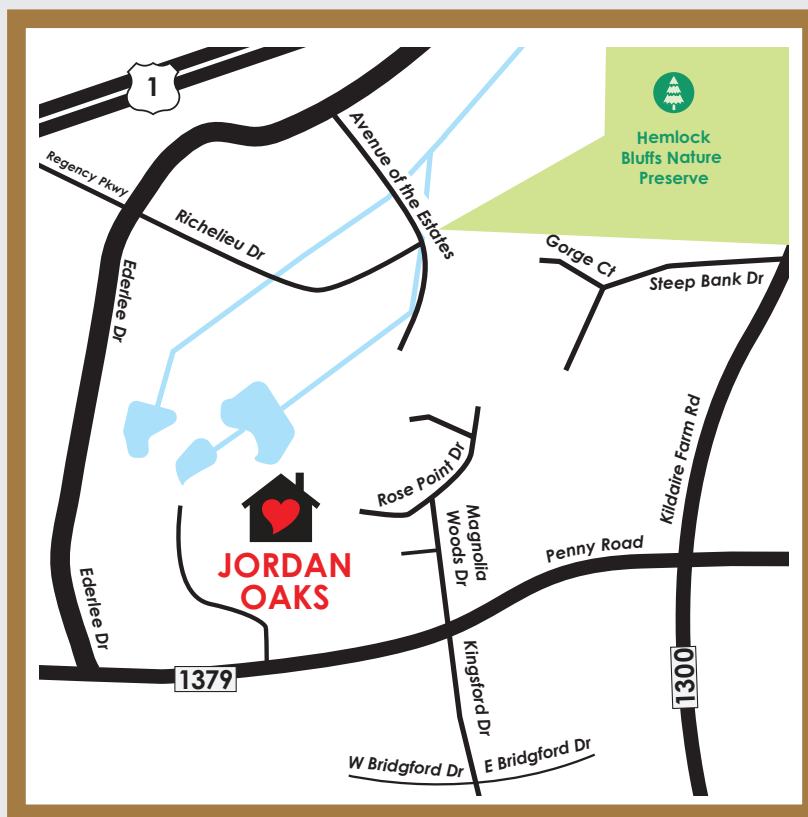 1
Hemlock
Bluffs Nature
Preserve
Avenue of the Estates
Regency Pkwy
Richelieu Dr
Gorge Ct
Steep Bank Dr
Ederlee Dr
Kildaire Farm Rd
Rose Point Dr
Magnolia
Woods Dr
Penny Road
JORDAN
OAKS
Ederlee Dr
1379
Kingsford Dr
1300
W Bridgford Dr
E Bridgford Dr